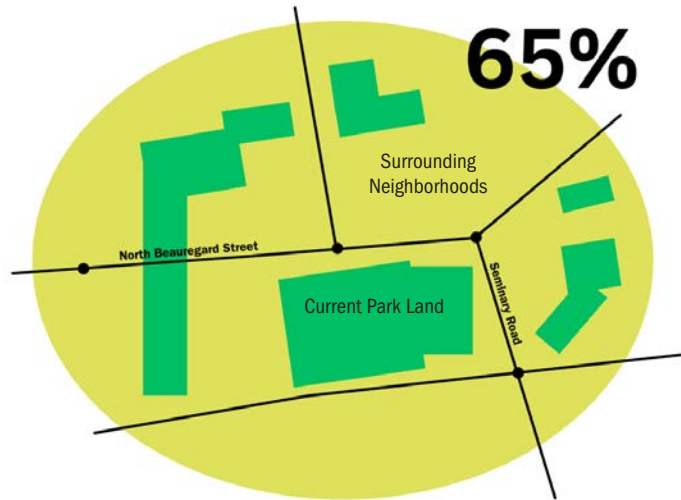 65%
Surrounding
Neighborhoods
North Beauregard Street
Seminary Road
Current Park Land